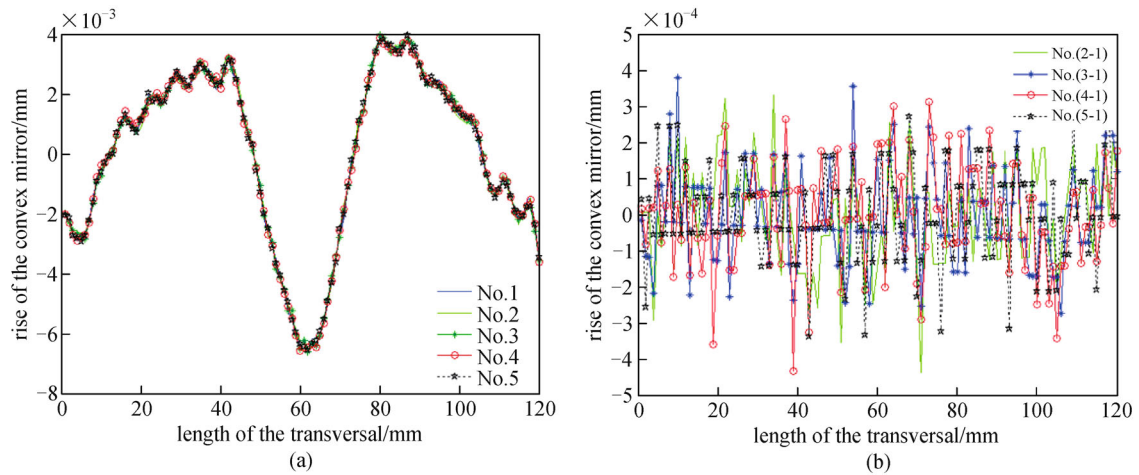 ×10⁻³
4
2
0
−2
−4
−6
−8
0
20
40
60
80
100
120
rise of the convex mirror/mm
length of the transversal/mm
No.1
No.2
No.3
No.4
No.5
(a)
×10⁻⁴
5
4
3
2
1
0
−1
−2
−3
−4
−5
0
20
40
60
80
100
120
rise of the convex mirror/mm
length of the transversal/mm
No.(2-1)
No.(3-1)
No.(4-1)
No.(5-1)
(b)